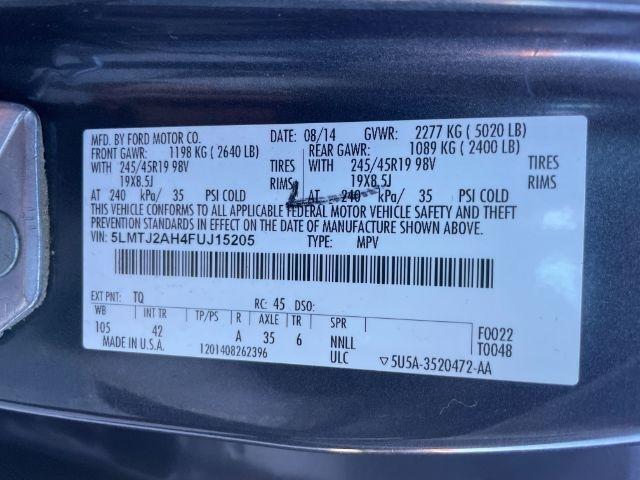 MFD. BY FORD MOTOR CO. DATE: 08/14 GVWR: 2277 KG ( 5020 LB)
FRONT GAWR: 1198 KG ( 2640 LB) REAR GAWR: 1089 KG ( 2400 LB)
WITH 245/45R19 98V TIRES WITH 245/45R19 98V TIRES
19X8.5J RIMS 19X8.5J RIMS
AT 240 kPa/ 35 PSI COLD AT 240 kPa/ 35 PSI COLD
THIS VEHICLE CONFORMS TO ALL APPLICABLE FEDERAL MOTOR VEHICLE SAFETY AND THEFT
PREVENTION STANDARDS IN EFFECT ON THE DATE OF MANUFACTURE SHOWN ABOVE.
VIN: 5LMTJ2AH4FUJ15205 TYPE: MPV
EXT PNT: TQ RC: 45 DSO:
WB INT TR TP/PS R AXLE TR SPR F0022
105 42 A 35 6 NNLL T0048
MADE IN U.S.A. 1201408262396 ULC ▽5U5A-3520472-AA